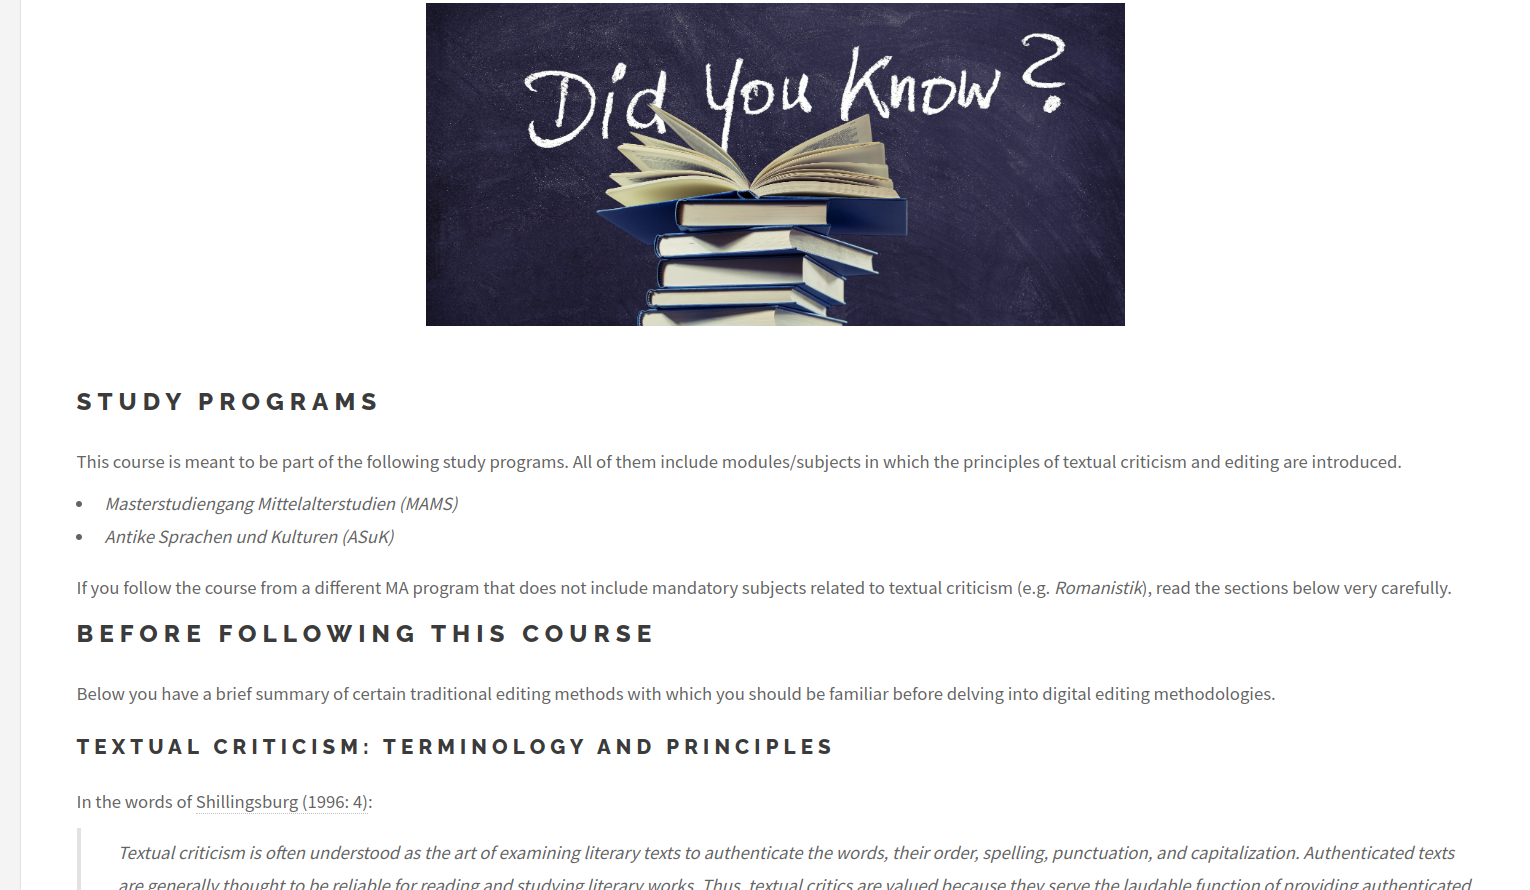 Did You Know?
STUDY PROGRAMS
This course is meant to be part of the following study programs. All of them include modules/subjects in which the principles of textual criticism and editing are introduced.
• Masterstudiengang Mittelalterstudien (MAMS)
• Antike Sprachen und Kulturen (ASuK)
If you follow the course from a different MA program that does not include mandatory subjects related to textual criticism (e.g. Romanistik), read the sections below very carefully.
BEFORE FOLLOWING THIS COURSE
Below you have a brief summary of certain traditional editing methods with which you should be familiar before delving into digital editing methodologies.
TEXTUAL CRITICISM: TERMINOLOGY AND PRINCIPLES
In the words of Shillingsburg (1996: 4):
Textual criticism is often understood as the art of examining literary texts to authenticate the words, their order, spelling, punctuation, and capitalization. Authenticated texts
are generally thought to be reliable for reading and studying literary works. Thus, textual critics are valued because they serve the laudable function of providing authenticated